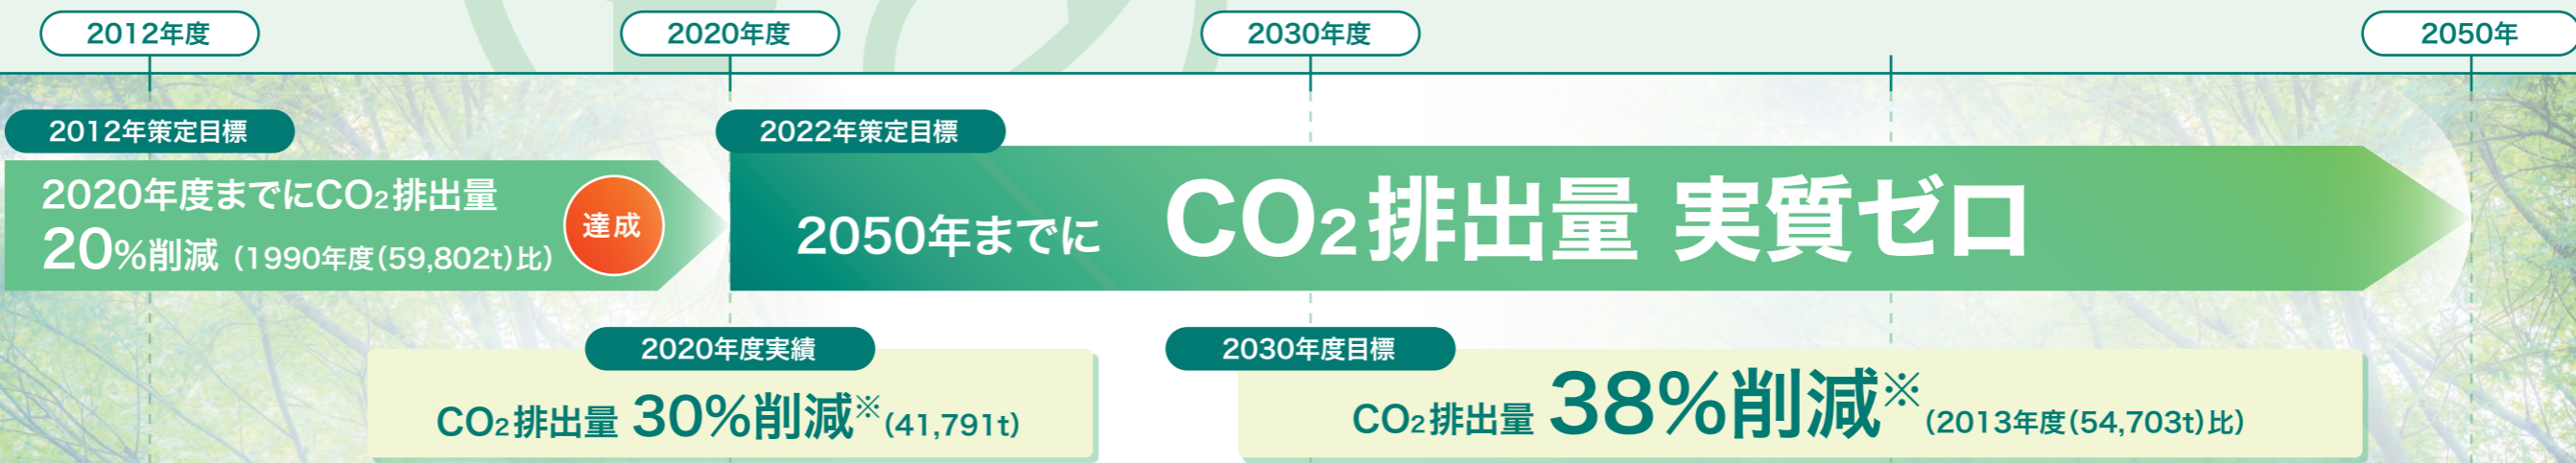 2012年度
2020年度
2030年度
2050年
2012年策定目標
2020年度までにCO₂排出量
20%削減（1990年度（59,802t）比）
達成
2022年策定目標
2050年までに CO₂排出量 実質ゼロ
2020年度実績
CO₂排出量 30%削減※（41,791t）
2030年度目標
CO₂排出量 38%削減※（2013年度（54,703t）比）